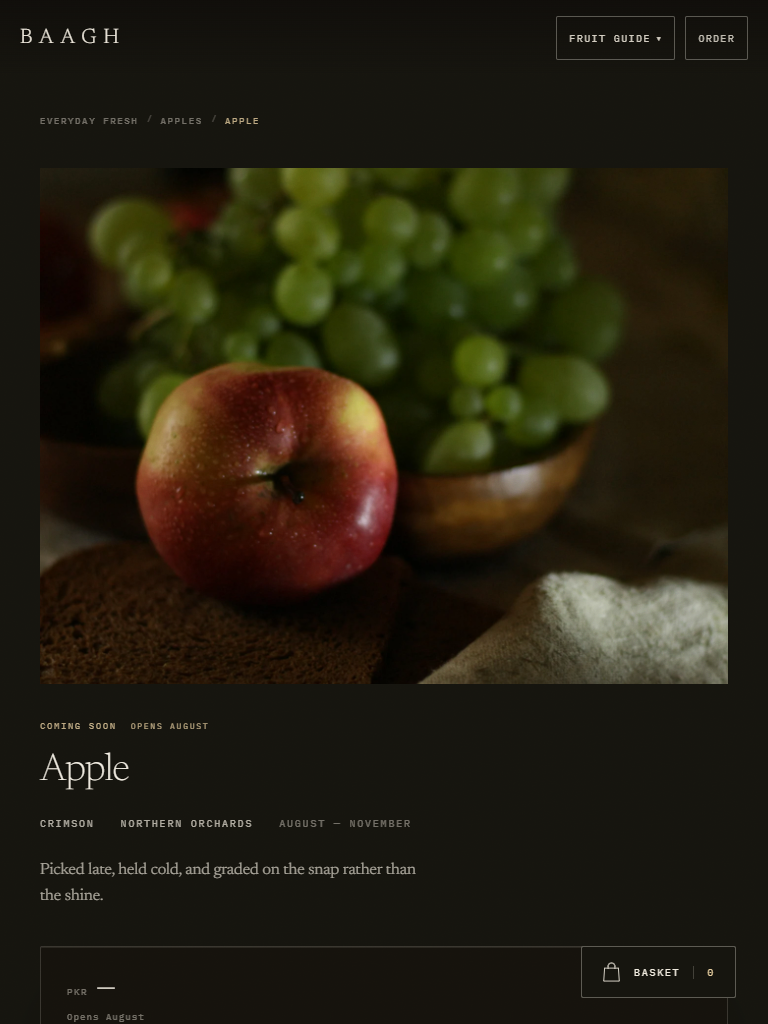 BAAGH
FRUIT GUIDE ▾
ORDER
EVERYDAY FRESH / APPLES / APPLE
COMING SOON OPENS AUGUST
Apple
CRIMSON NORTHERN ORCHARDS AUGUST — NOVEMBER
Picked late, held cold, and graded on the snap rather than
the shine.
BASKET | 0
PKR —
Opens August